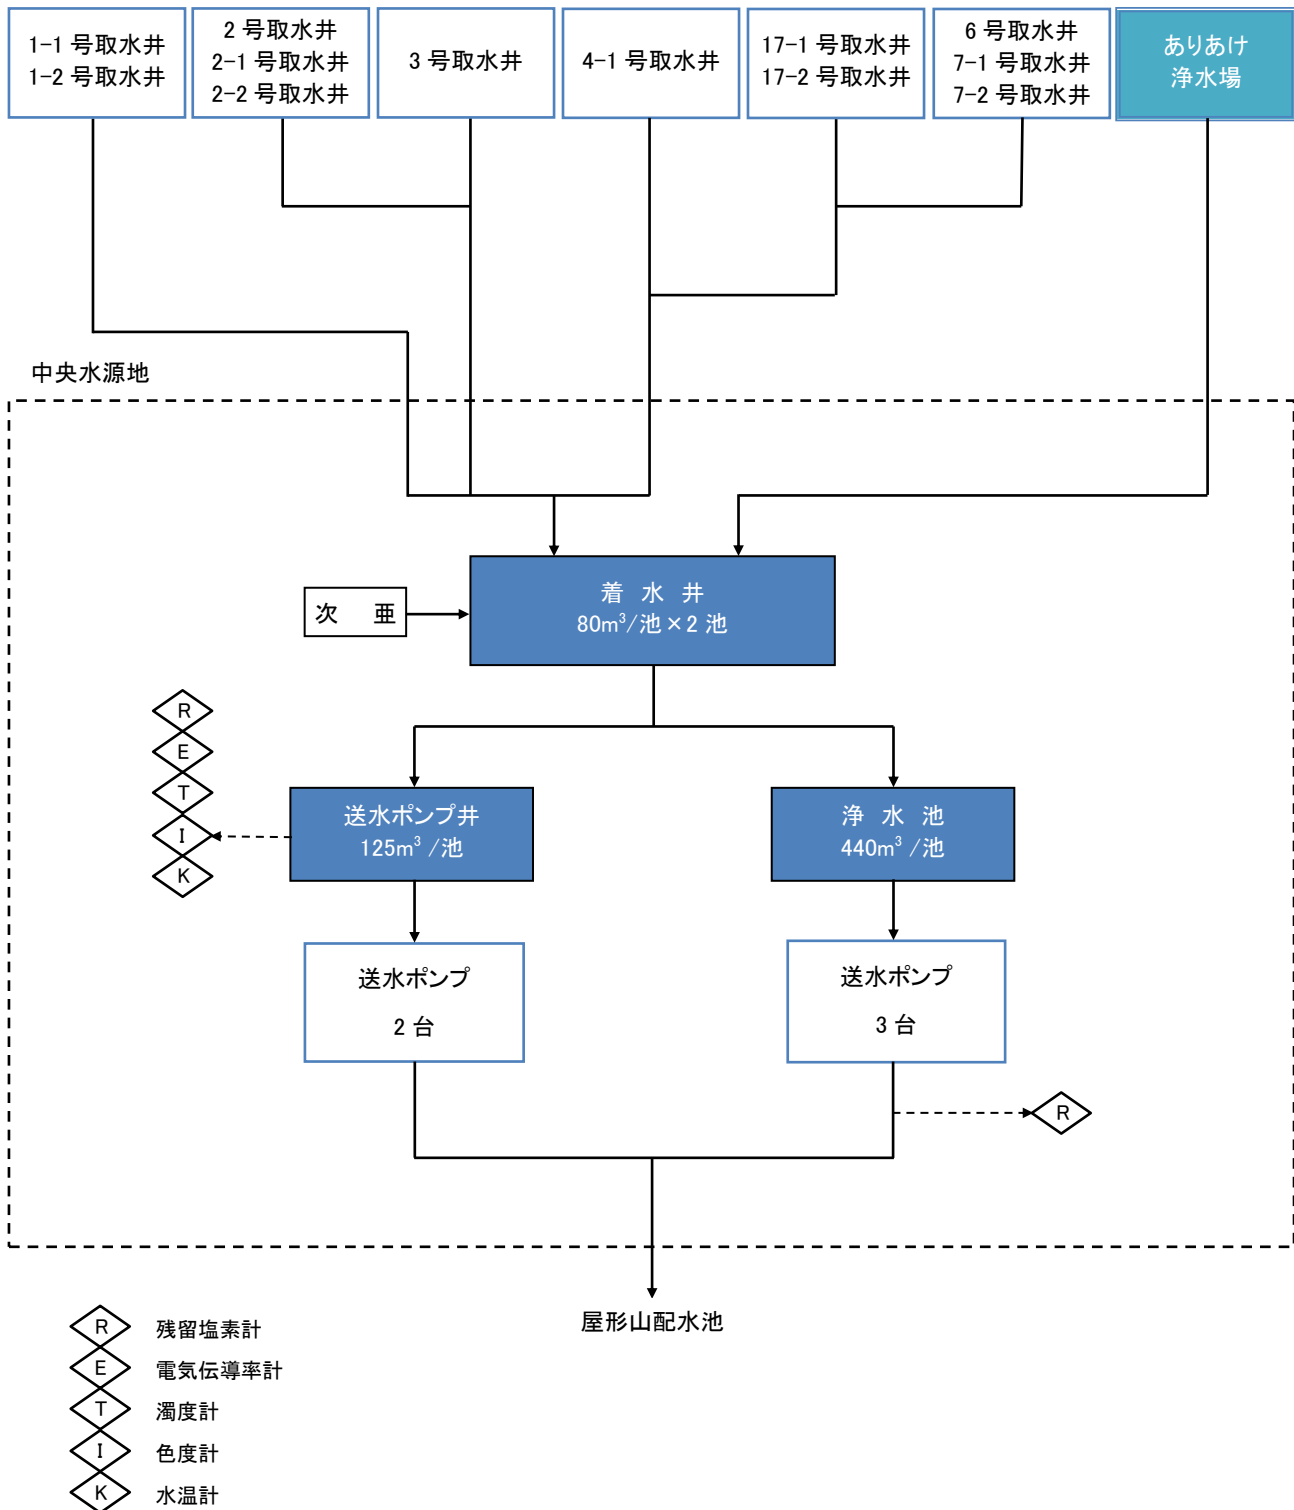 1-1 号取水井
1-2 号取水井
2 号取水井
2-1 号取水井
2-2 号取水井
3 号取水井
4-1 号取水井
17-1 号取水井
17-2 号取水井
6 号取水井
7-1 号取水井
7-2 号取水井
ありあけ
浄水場
中央水源地
着 水 井
80m³/池×2 池
次 亜
R
E
T
I
K
送水ポンプ井
125m³ /池
浄 水 池
440m³ /池
送水ポンプ
2 台
送水ポンプ
3 台
R
屋形山配水池
R 残留塩素計
E 電気伝導率計
T 濁度計
I 色度計
K 水温計